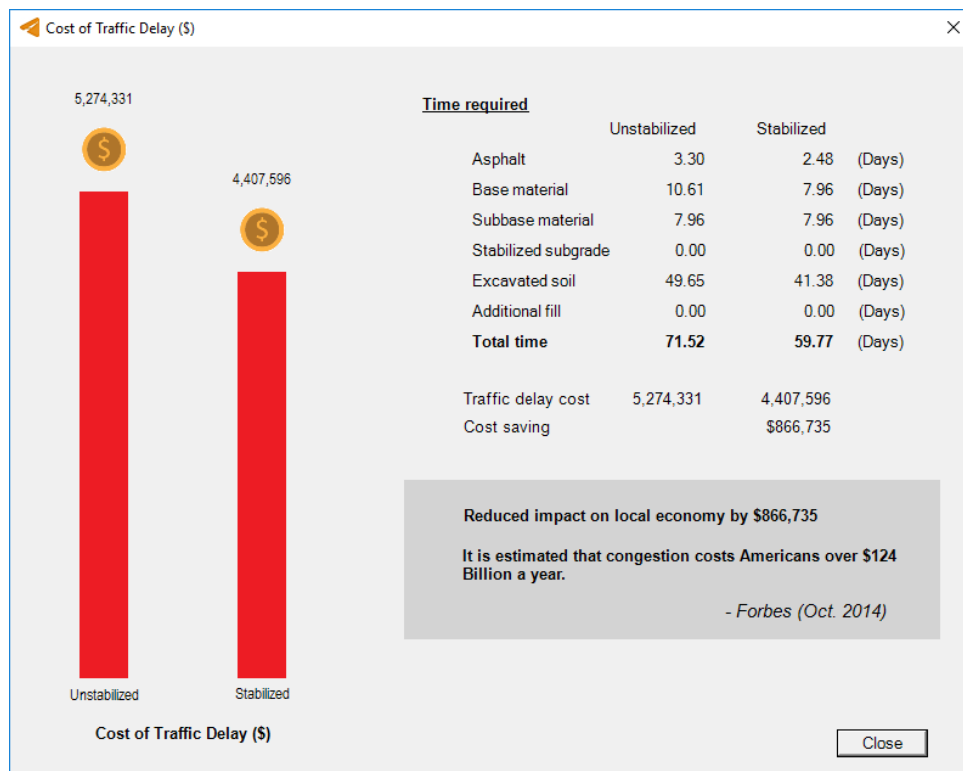 Cost of Traffic Delay ($)
5,274,331
$
4,407,596
$
Unstabilized
Stabilized
Cost of Traffic Delay ($)
Time required
Unstabilized Stabilized
Asphalt 3.30 2.48 (Days)
Base material 10.61 7.96 (Days)
Subbase material 7.96 7.96 (Days)
Stabilized subgrade 0.00 0.00 (Days)
Excavated soil 49.65 41.38 (Days)
Additional fill 0.00 0.00 (Days)
Total time 71.52 59.77 (Days)
Traffic delay cost 5,274,331 4,407,596
Cost saving $866,735
Reduced impact on local economy by $866,735
It is estimated that congestion costs Americans over $124
Billion a year.
- Forbes (Oct. 2014)
Close